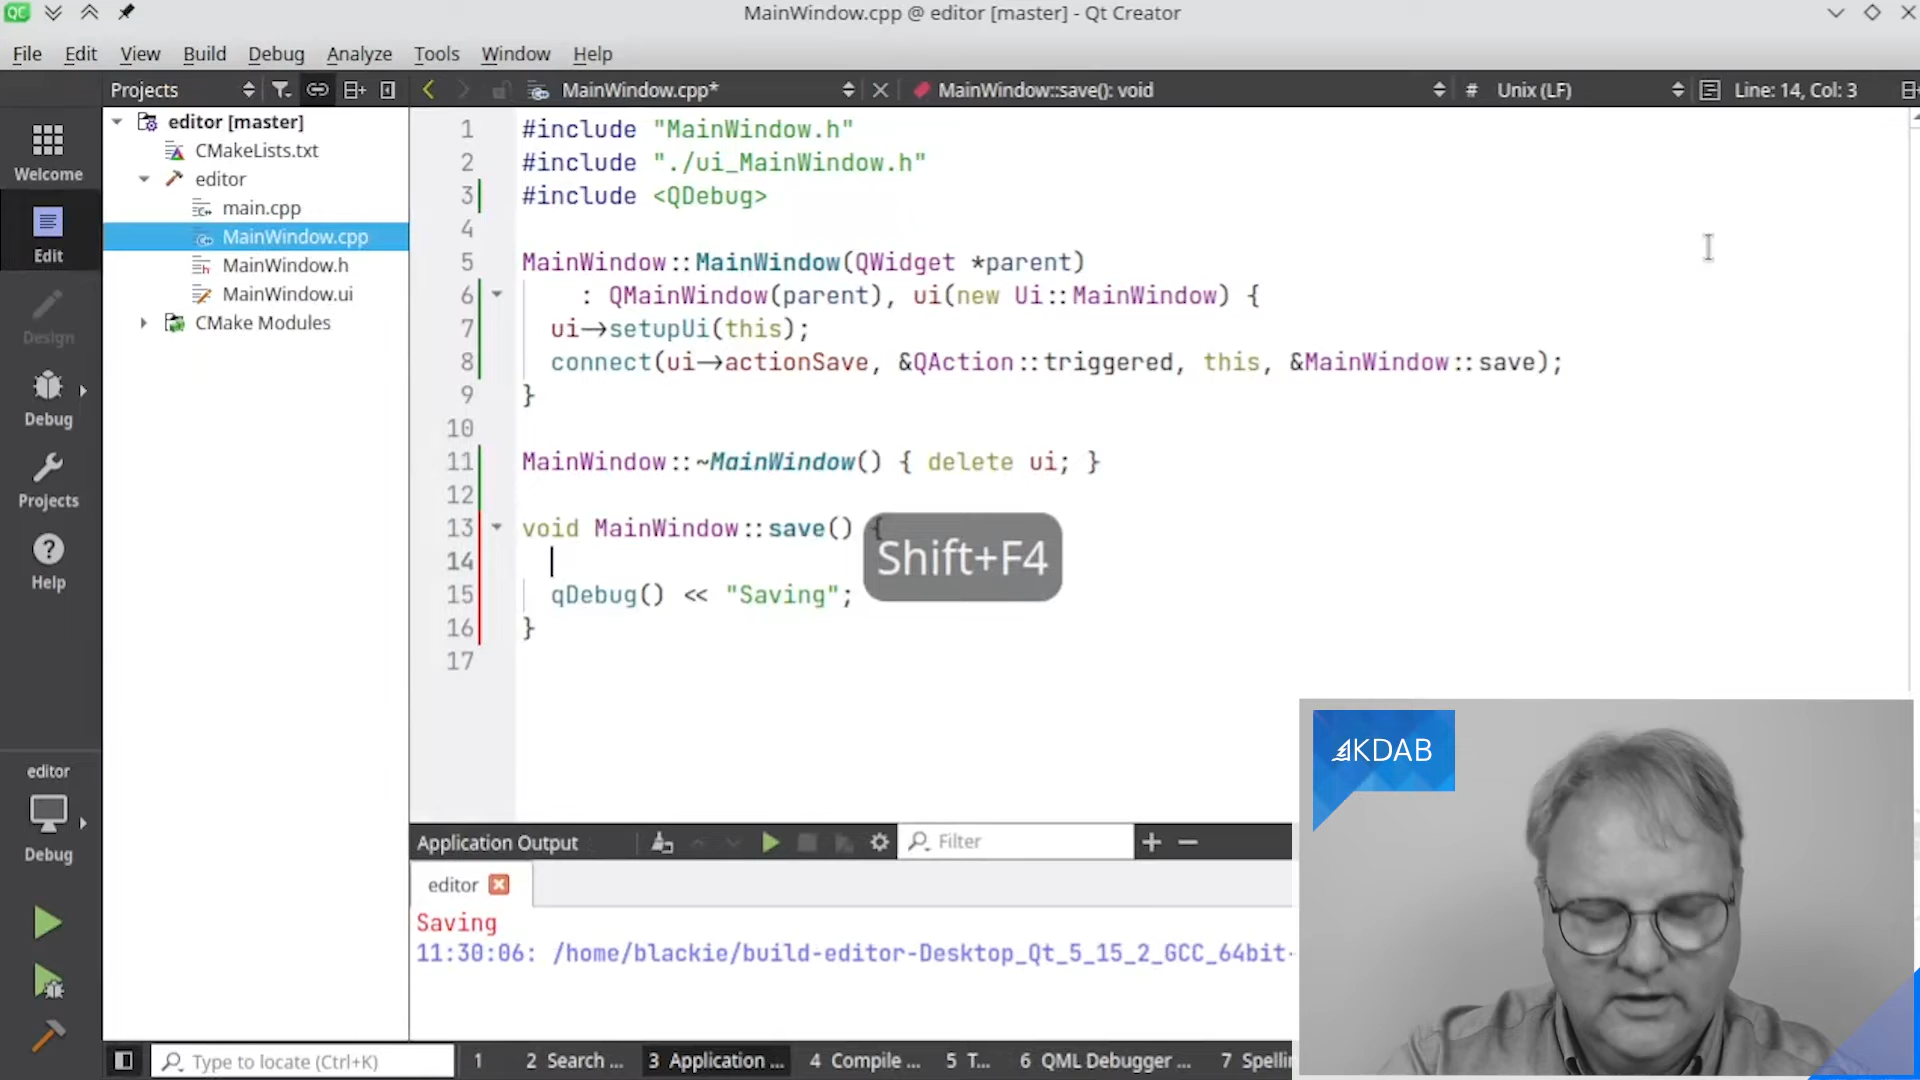 QC
MainWindow.cpp @ editor [master] - Qt Creator
File Edit View Build Debug Analyze Tools Window Help
Projects
MainWindow.cpp*
MainWindow::save(): void
#
Unix (LF)
Line: 14, Col: 3
Welcome
Edit
Design
Debug
Projects
Help
editor
Debug
editor [master]
CMakeLists.txt
editor
main.cpp
MainWindow.cpp
MainWindow.h
MainWindow.ui
CMake Modules
1 #include "MainWindow.h"
2 #include "./ui_MainWindow.h"
3 #include <QDebug>
4
5 MainWindow::MainWindow(QWidget *parent)
6 : QMainWindow(parent), ui(new Ui::MainWindow) {
7 ui->setupUi(this);
8 connect(ui->actionSave, &QAction::triggered, this, &MainWindow::save);
9 }
10
11 MainWindow::~MainWindow() { delete ui; }
12
13 void MainWindow::save() {
14
15 qDebug() << "Saving";
16 }
17
Shift+F4
KDAB
Application Output
Filter
editor
Saving
11:30:06: /home/blackie/build-editor-Desktop_Qt_5_15_2_GCC_64bit-
Type to locate (Ctrl+K)
1
2 Search ...
3 Application ...
4 Compile ...
5 T...
6 QML Debugger ...
7 Spelli